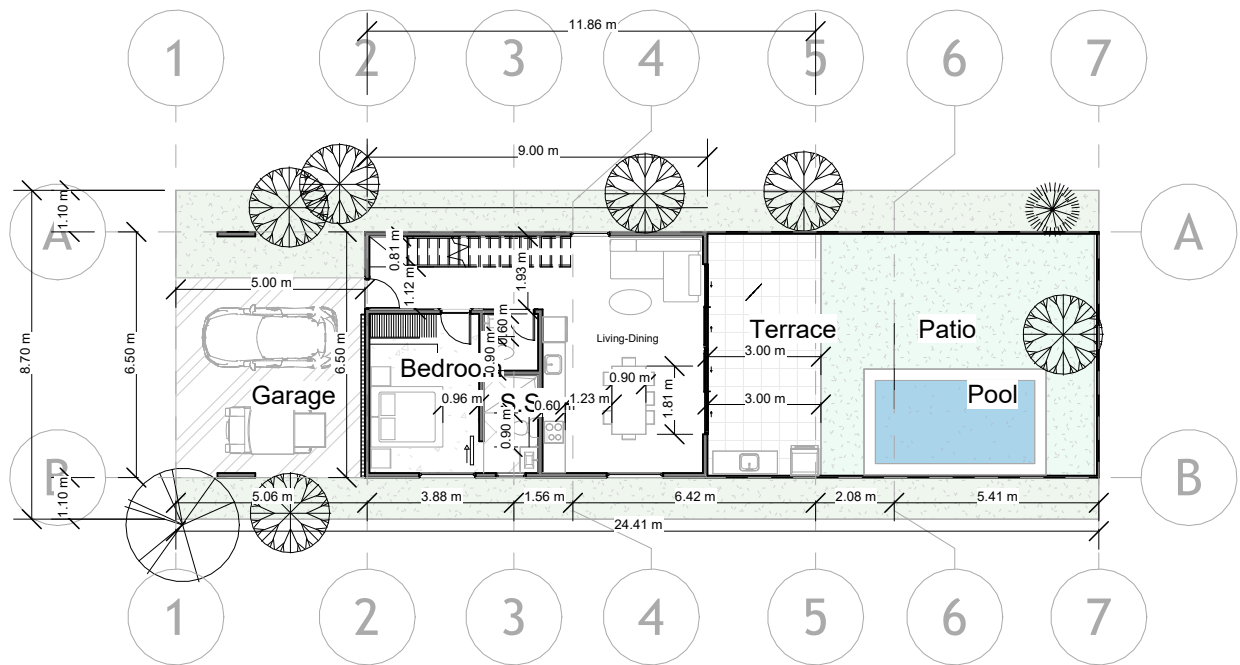 11.86 m
1
2
3
4
5
6
7
9.00 m
1.10 m
A
A
0.81 m
1.93 m
5.00 m
1.12 m
8.70 m
6.50 m
6.50 m
0.60 m
Living-Dining
Terrace
Patio
0.90 m
3.00 m
Bedroo
Garage
0.90 m
1.81 m
Pool
0.96 m
S.S
0.60 m
1.23 m
3.00 m
0.90 m
B
B
1.10 m
5.06 m
3.88 m
1.56 m
6.42 m
2.08 m
5.41 m
24.41 m
1
2
3
4
5
6
7